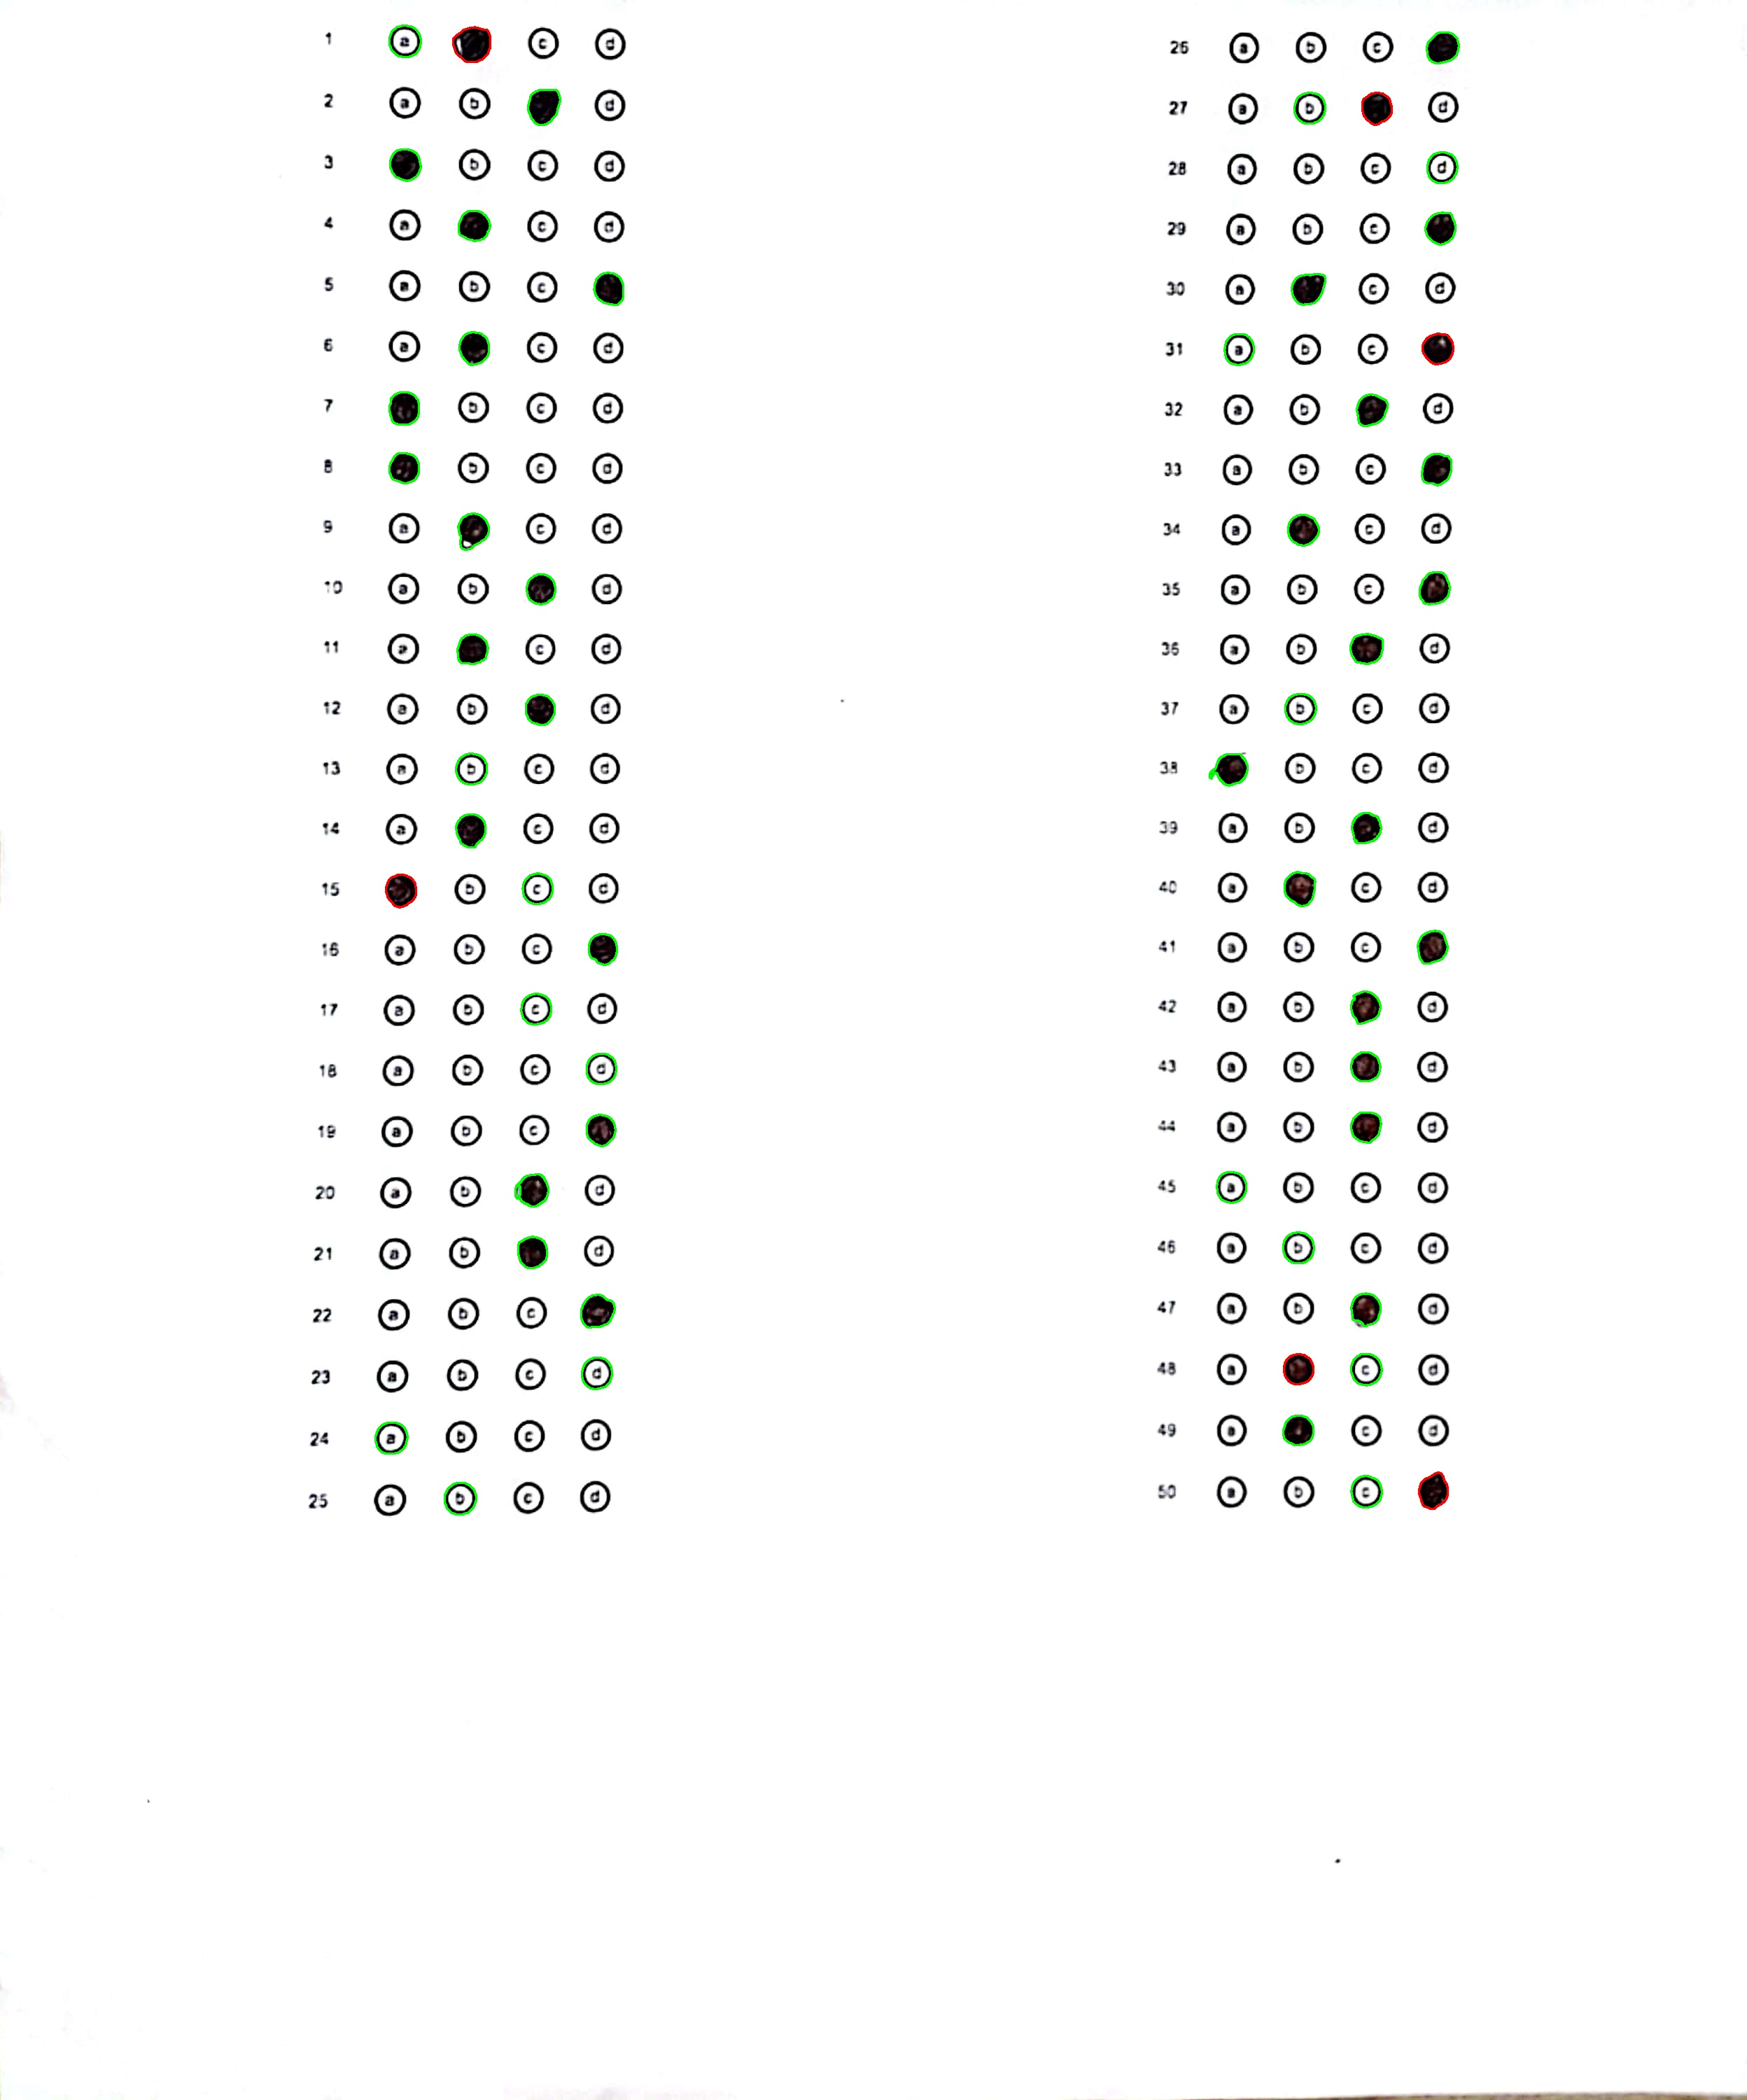 1 a c d
2 a b d
3 b c d
4 a c d
5 a b c
6 a c d
7 b c d
8 b c d
9 a c d
10 a b d
11 a c d
12 a b d
13 a b c d
14 a c d
15 b c d
16 a b c
17 a b c d
18 a b c d
19 a b c
20 a b d
21 a b d
22 a b c
23 a b c d
24 a b c d
25 a b c d
26 a b c
27 a b d
28 a b c d
29 a b c
30 a c d
31 a b c
32 a b d
33 a b c
34 a c d
35 a b c
36 a b d
37 a b c d
38 b c d
39 a b d
40 a c d
41 a b c
42 a b d
43 a b d
44 a b d
45 a b c d
46 a b c d
47 a b d
48 a c d
49 a c d
50 a b c